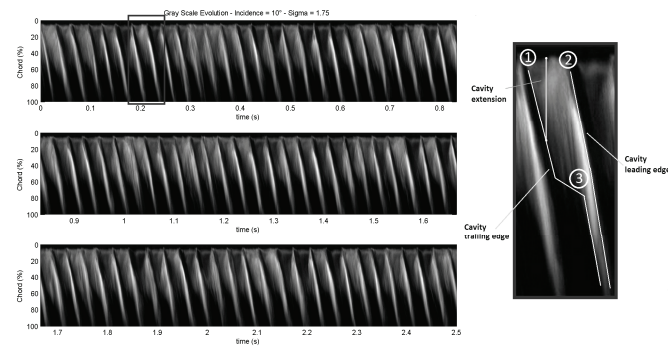 Gray Scale Evolution - Incidence = 10° - Sigma = 1.75
Chord (%)
0
20
40
60
80
100
0 0.1 0.2 0.3 0.4 0.5 0.6 0.7 0.8
time (s)
Chord (%)
0
20
40
60
80
100
0.9 1 1.1 1.2 1.3 1.4 1.5 1.6
time (s)
Chord (%)
0
20
40
60
80
100
1.7 1.8 1.9 2 2.1 2.2 2.3 2.4 2.5
time (s)
1 2
Cavity
extension
Cavity
leading edge
3
Cavity
trailing edge